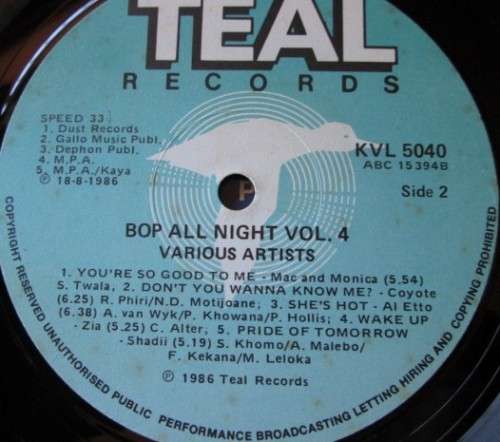 TEAL
RECORDS
SPEED 33⅓
1. Dust Records
2. Gallo Music Publ.
3. Dephon Publ.
4. M.P.A.
5. M.P.A./Kaya
℗ 18-8-1986
KVL 5040
ABC 15394B
Side 2
P
BOP ALL NIGHT VOL. 4
VARIOUS ARTISTS
1. YOU'RE SO GOOD TO ME - Mac and Monica (5.54)
S. Twala, 2. DON'T YOU WANNA KNOW ME? - Coyote
(6.25) R. Phiri/N.D. Motijoane; 3. SHE'S HOT - Al Etto
(6.38) A. van Wyk/P. Khowana/P. Hollis; 4. WAKE UP
- Zia (5.31) C. Alter, 5. PRIDE OF TOMORROW
- Shadii (5.19) S. Khomo/A. Malebo/
F. Kekana/M. Leloka
℗ 1986 Teal Records
COPYRIGHT RESERVED UNAUTHORISED PUBLIC PERFORMANCE BROADCASTING LETTING HIRING AND COPYING PROHIBITED